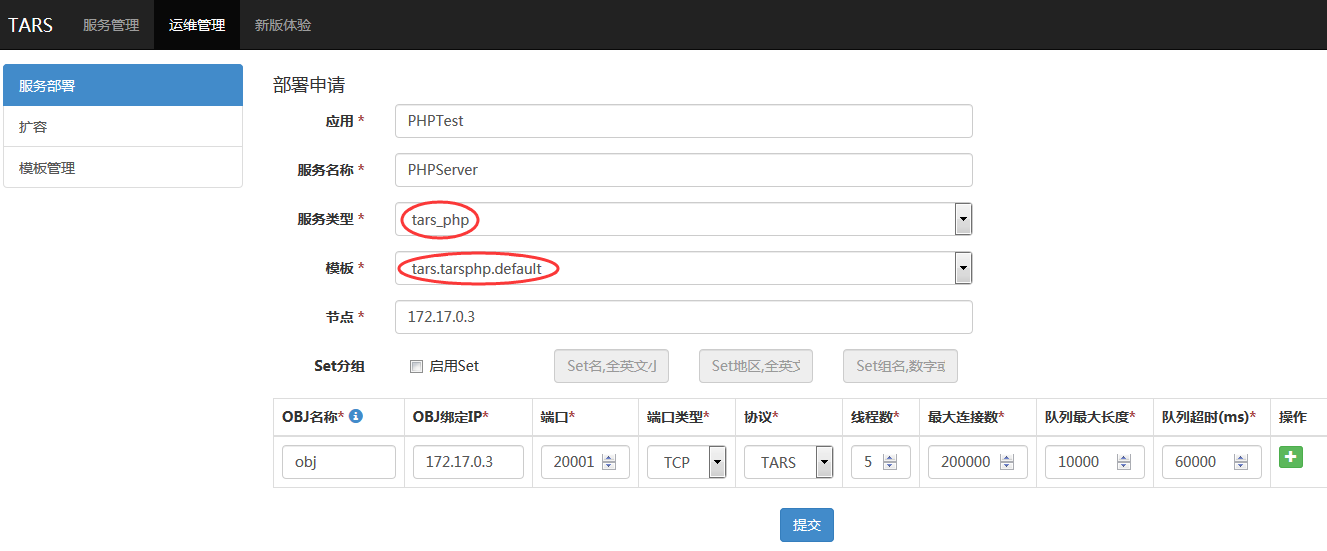 TARS 服务管理 运维管理 新版体验
服务部署
扩容
模板管理
部署申请
应用 * PHPTest
服务名称 * PHPServer
服务类型 * tars_php
模板 * tars.tarsphp.default
节点 * 172.17.0.3
Set分组 启用Set Set名,全英文小 Set地区,全英文 Set组名,数字或
OBJ名称* OBJ绑定IP* 端口* 端口类型* 协议* 线程数* 最大连接数* 队列最大长度* 队列超时(ms)* 操作
obj 172.17.0.3 20001 TCP TARS 5 200000 10000 60000
提交